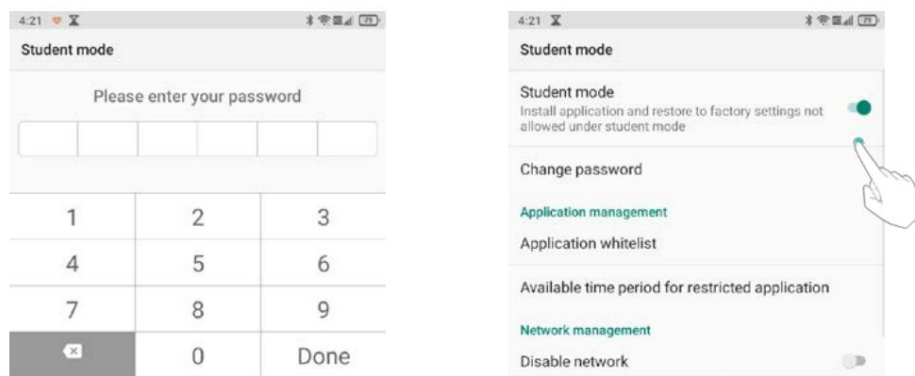 4:21
75
Student mode
Please enter your password
1 2 3
4 5 6
7 8 9
0 Done
4:21
75
Student mode
Student mode
Install application and restore to factory settings not
allowed under student mode
Change password
Application management
Application whitelist
Available time period for restricted application
Network management
Disable network